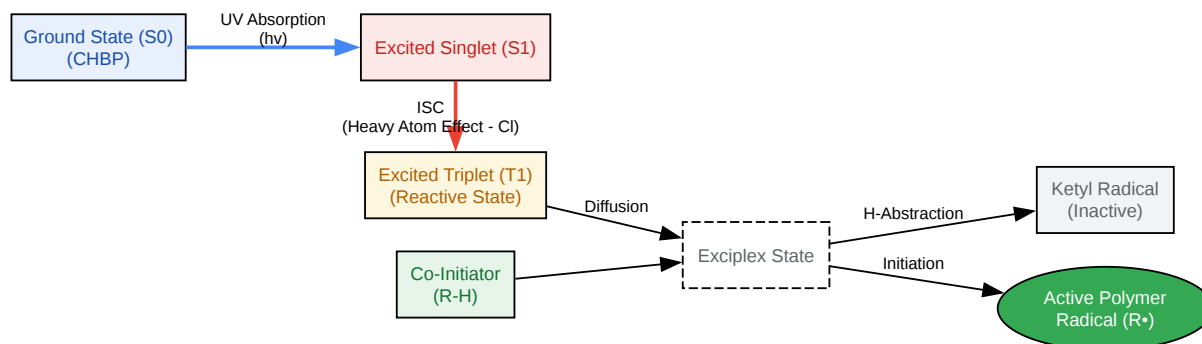 Ground State (S0)
(CHBP)
UV Absorption
(hv)
Excited Singlet (S1)
ISC
(Heavy Atom Effect - Cl)
Excited Triplet (T1)
(Reactive State)
Diffusion
Co-Initiator
(R-H)
Exciplex State
H-Abstraction
Ketyl Radical
(Inactive)
Initiation
Active Polymer
Radical (R•)